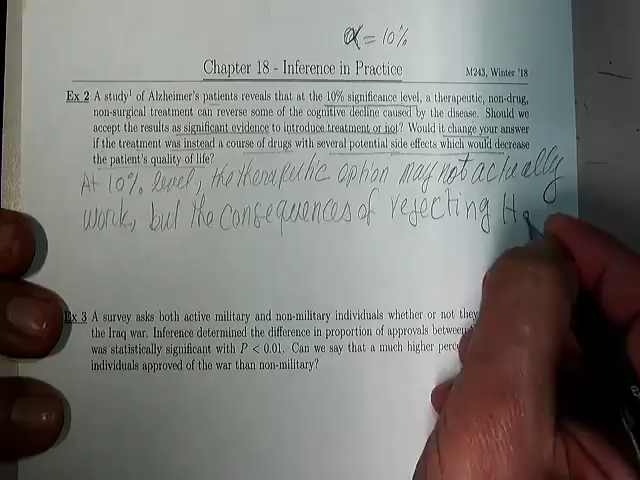 α = 10%
Chapter 18 - Inference in Practice
M243, Winter '18
Ex 2 A study¹ of Alzheimer's patients reveals that at the 10% significance level, a therapeutic, non-drug,
non-surgical treatment can reverse some of the cognitive decline caused by the disease. Should we
accept the results as significant evidence to introduce treatment or not? Would it change your answer
if the treatment was instead a course of drugs with several potential side effects which would decrease
the patient's quality of life?
At 10% level, the therapeutic option may not actually
work, but the consequences of rejecting H
Ex 3 A survey asks both active military and non-military individuals whether or not they
the Iraq war. Inference determined the difference in proportion of approvals between
was statistically significant with P < 0.01. Can we say that a much higher
individuals approved of the war than non-military?